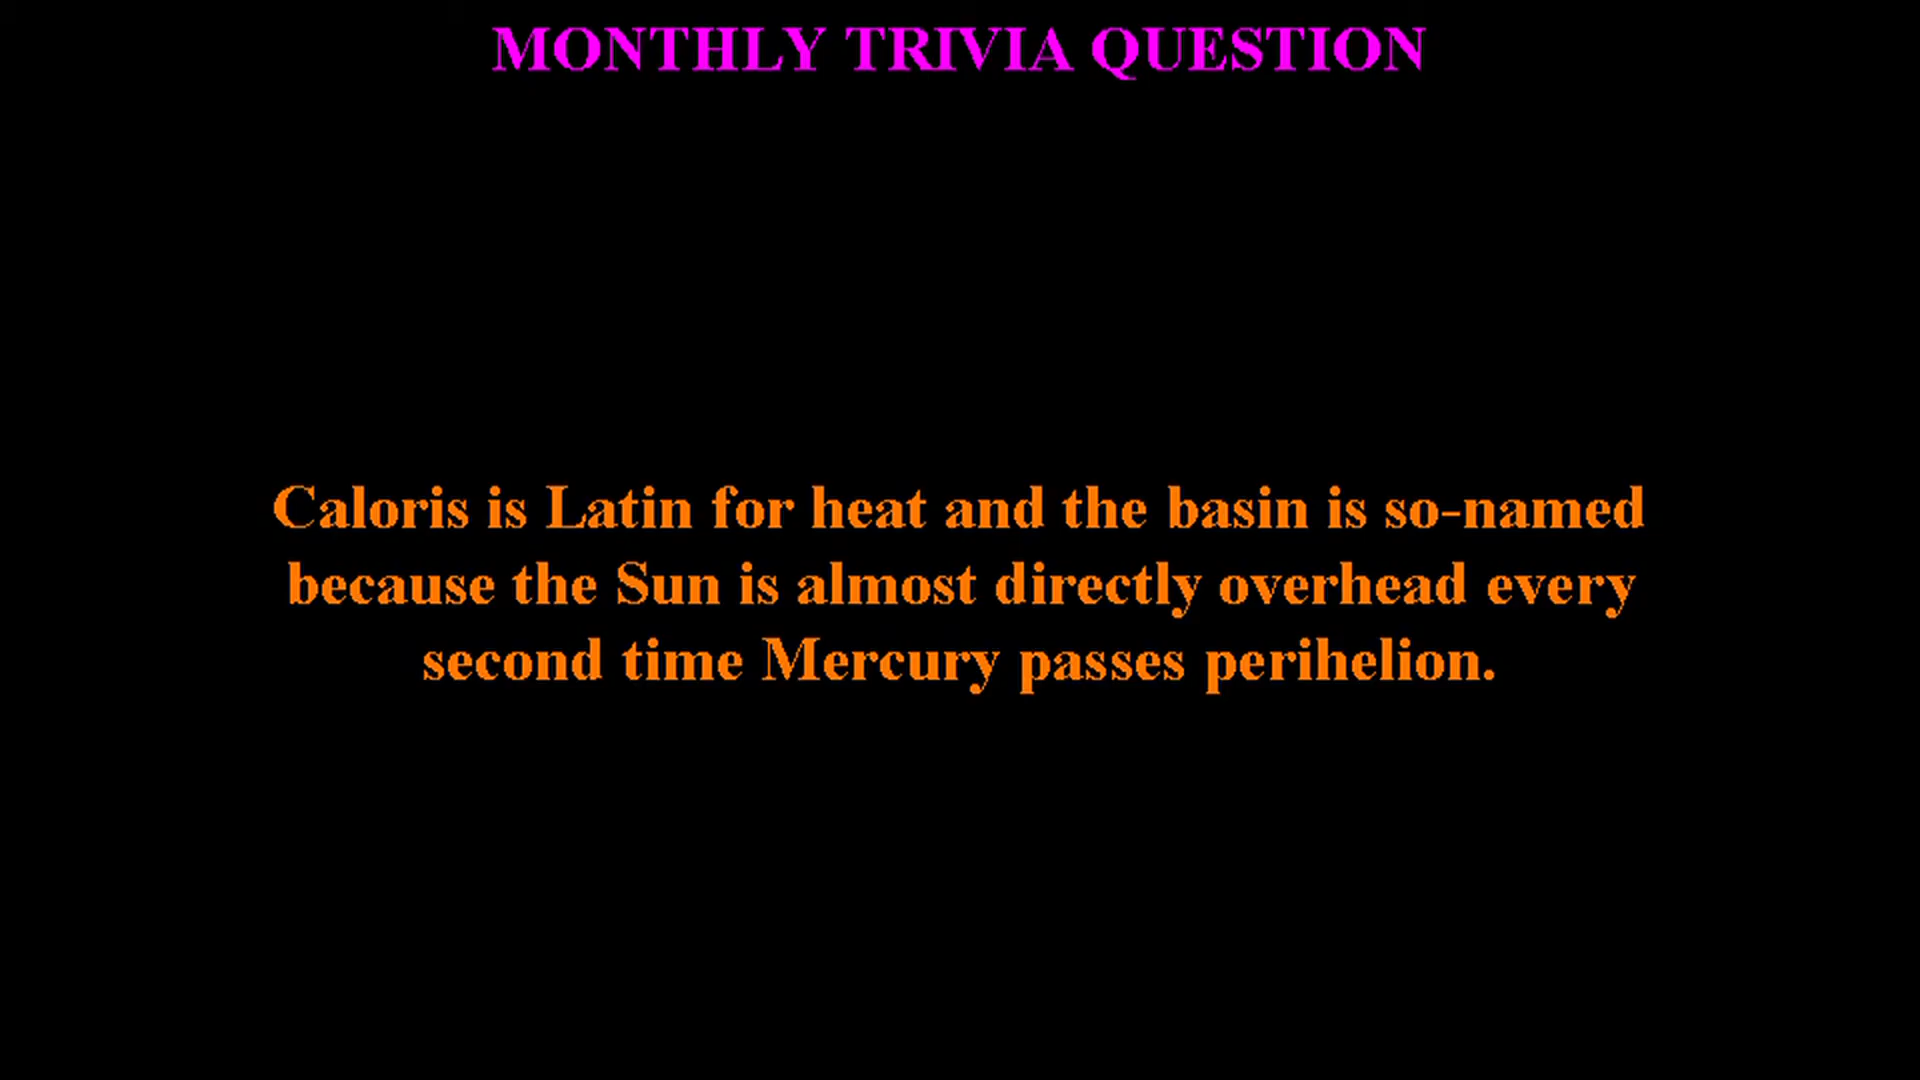 MONTHLY TRIVIA QUESTION
Caloris is Latin for heat and the basin is so-named
because the Sun is almost directly overhead every
second time Mercury passes perihelion.